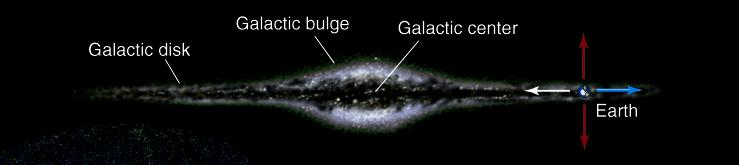 Galactic bulge
Galactic center
Galactic disk
Earth